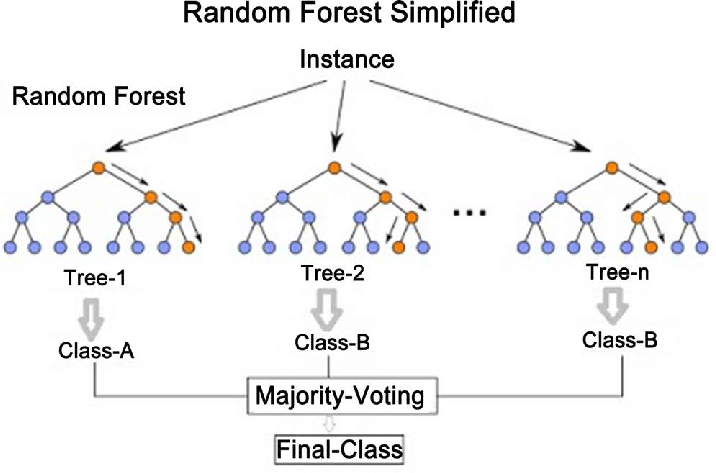 Random Forest Simplified
Instance
Random Forest
...
Tree-1
Tree-2
Tree-n
Class-A
Class-B
Class-B
Majority-Voting
Final-Class